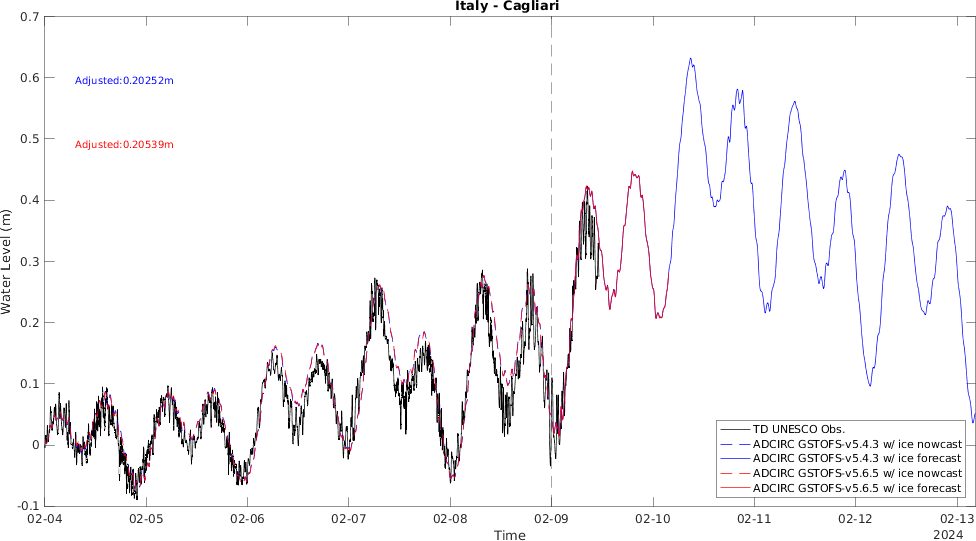 Italy - Cagliari
0.7
0.6
0.5
0.4
0.3
0.2
0.1
0
-0.1
Water Level (m)
Adjusted:0.20252m
Adjusted:0.20539m
TD UNESCO Obs.
ADCIRC GSTOFS-v5.4.3 w/ ice nowcast
ADCIRC GSTOFS-v5.4.3 w/ ice forecast
ADCIRC GSTOFS-v5.6.5 w/ ice nowcast
ADCIRC GSTOFS-v5.6.5 w/ ice forecast
02-04 02-05 02-06 02-07 02-08 02-09 02-10 02-11 02-12 02-13
Time
2024